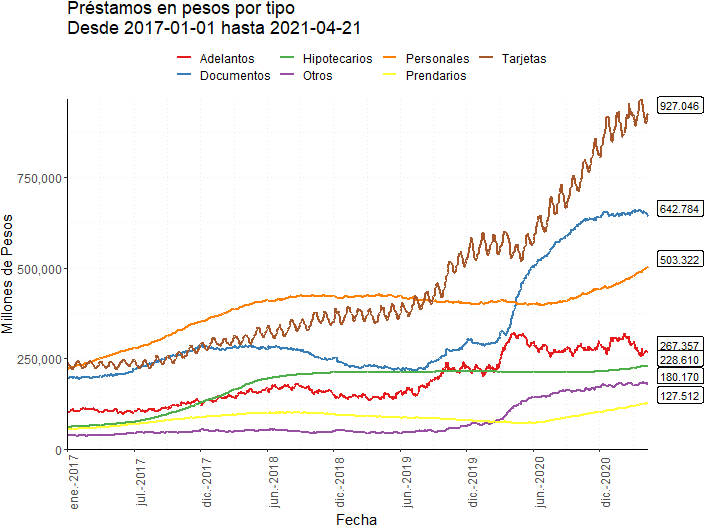 Préstamos en pesos por tipo
Desde 2017-01-01 hasta 2021-04-21
Adelantos Hipotecarios Personales Tarjetas
Documentos Otros Prendarios
927.046
750,000
642.784
503.322
500,000
267.357
250,000
228.610
180.170
127.512
0
Millones de Pesos
ene.-2017
jul.-2017
dic.-2017
jun.-2018
dic.-2018
jun.-2019
dic.-2019
jun.-2020
dic.-2020
Fecha